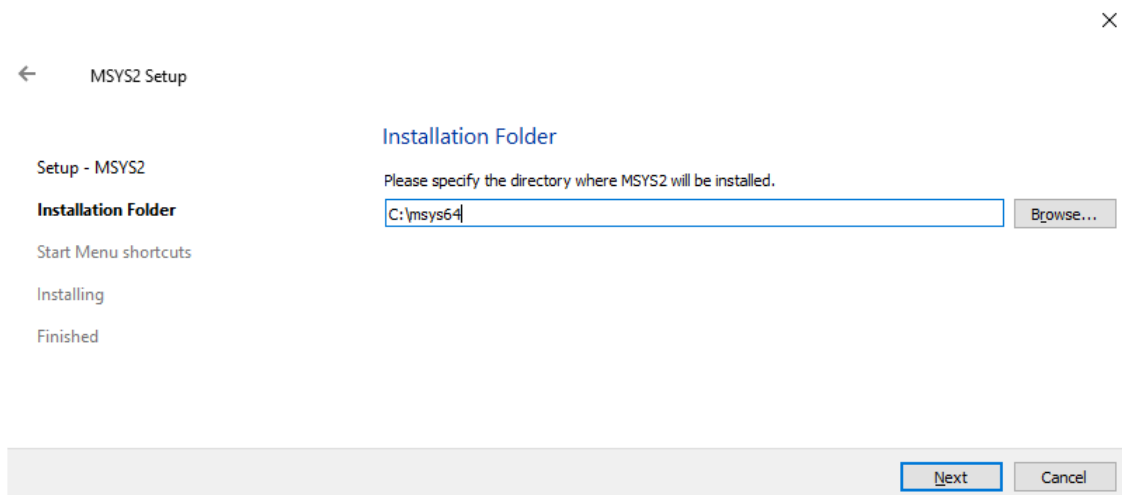 MSYS2 Setup
Setup - MSYS2
Installation Folder
Start Menu shortcuts
Installing
Finished
Installation Folder
Please specify the directory where MSYS2 will be installed.
C:\msys64
Browse...
Next
Cancel